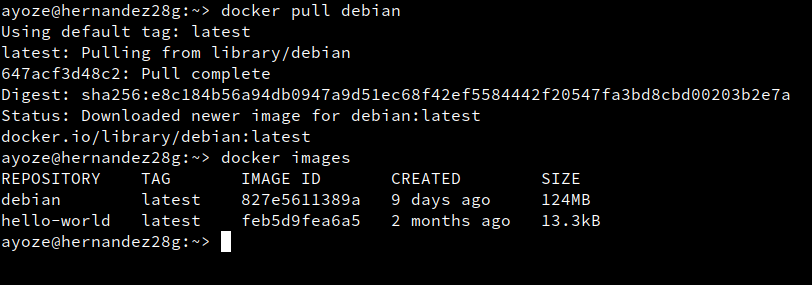 ayoze@hernandez28g:~> docker pull debian
Using default tag: latest
latest: Pulling from library/debian
647acf3d48c2: Pull complete
Digest: sha256:e8c184b56a94db0947a9d51ec68f42ef5584442f20547fa3bd8cbd00203b2e7a
Status: Downloaded newer image for debian:latest
docker.io/library/debian:latest
ayoze@hernandez28g:~> docker images
REPOSITORY    TAG       IMAGE ID       CREATED        SIZE
debian        latest    827e5611389a   9 days ago     124MB
hello-world   latest    feb5d9fea6a5   2 months ago   13.3kB
ayoze@hernandez28g:~>